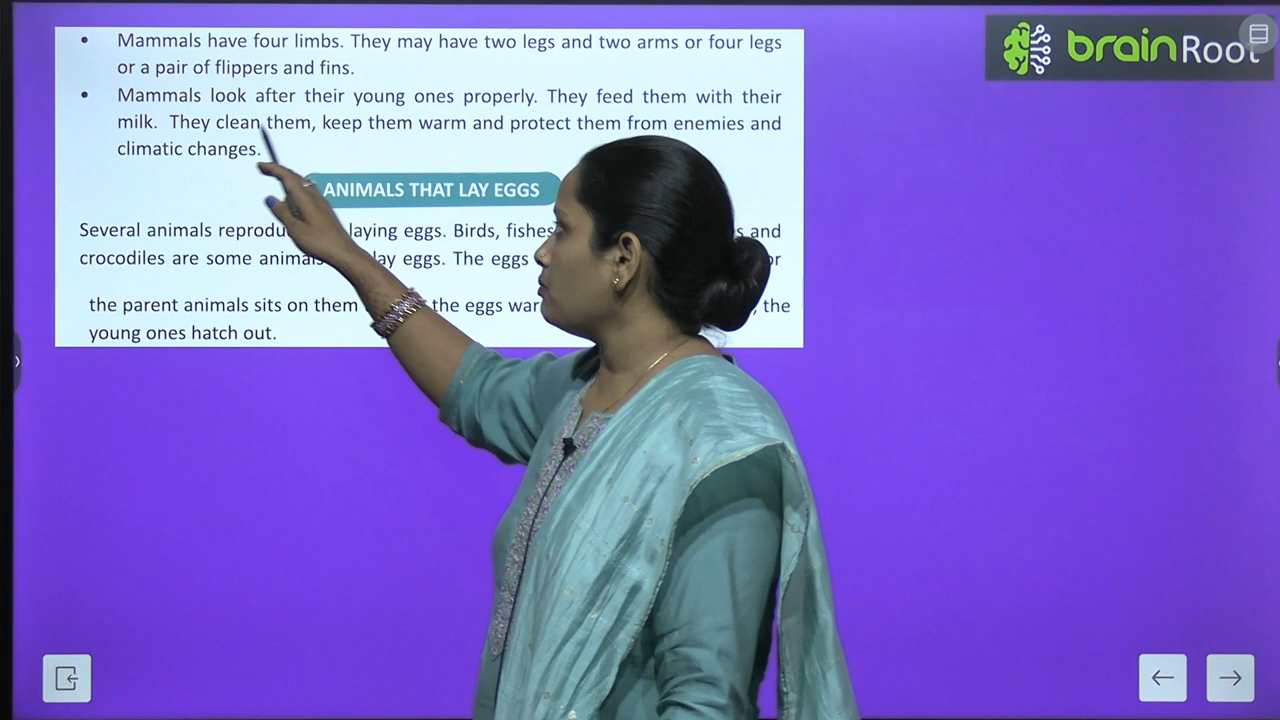 • Mammals have four limbs. They may have two legs and two arms or four legs
or a pair of flippers and fins.
• Mammals look after their young ones properly. They feed them with their
milk. They clean them, keep them warm and protect them from enemies and
climatic changes.
ANIMALS THAT LAY EGGS
Several animals laying eggs. Birds, fishes and
crocodiles are some animals lay eggs. The eggs
the parent animals sits on them the eggs the
young ones hatch out.
brainRoot